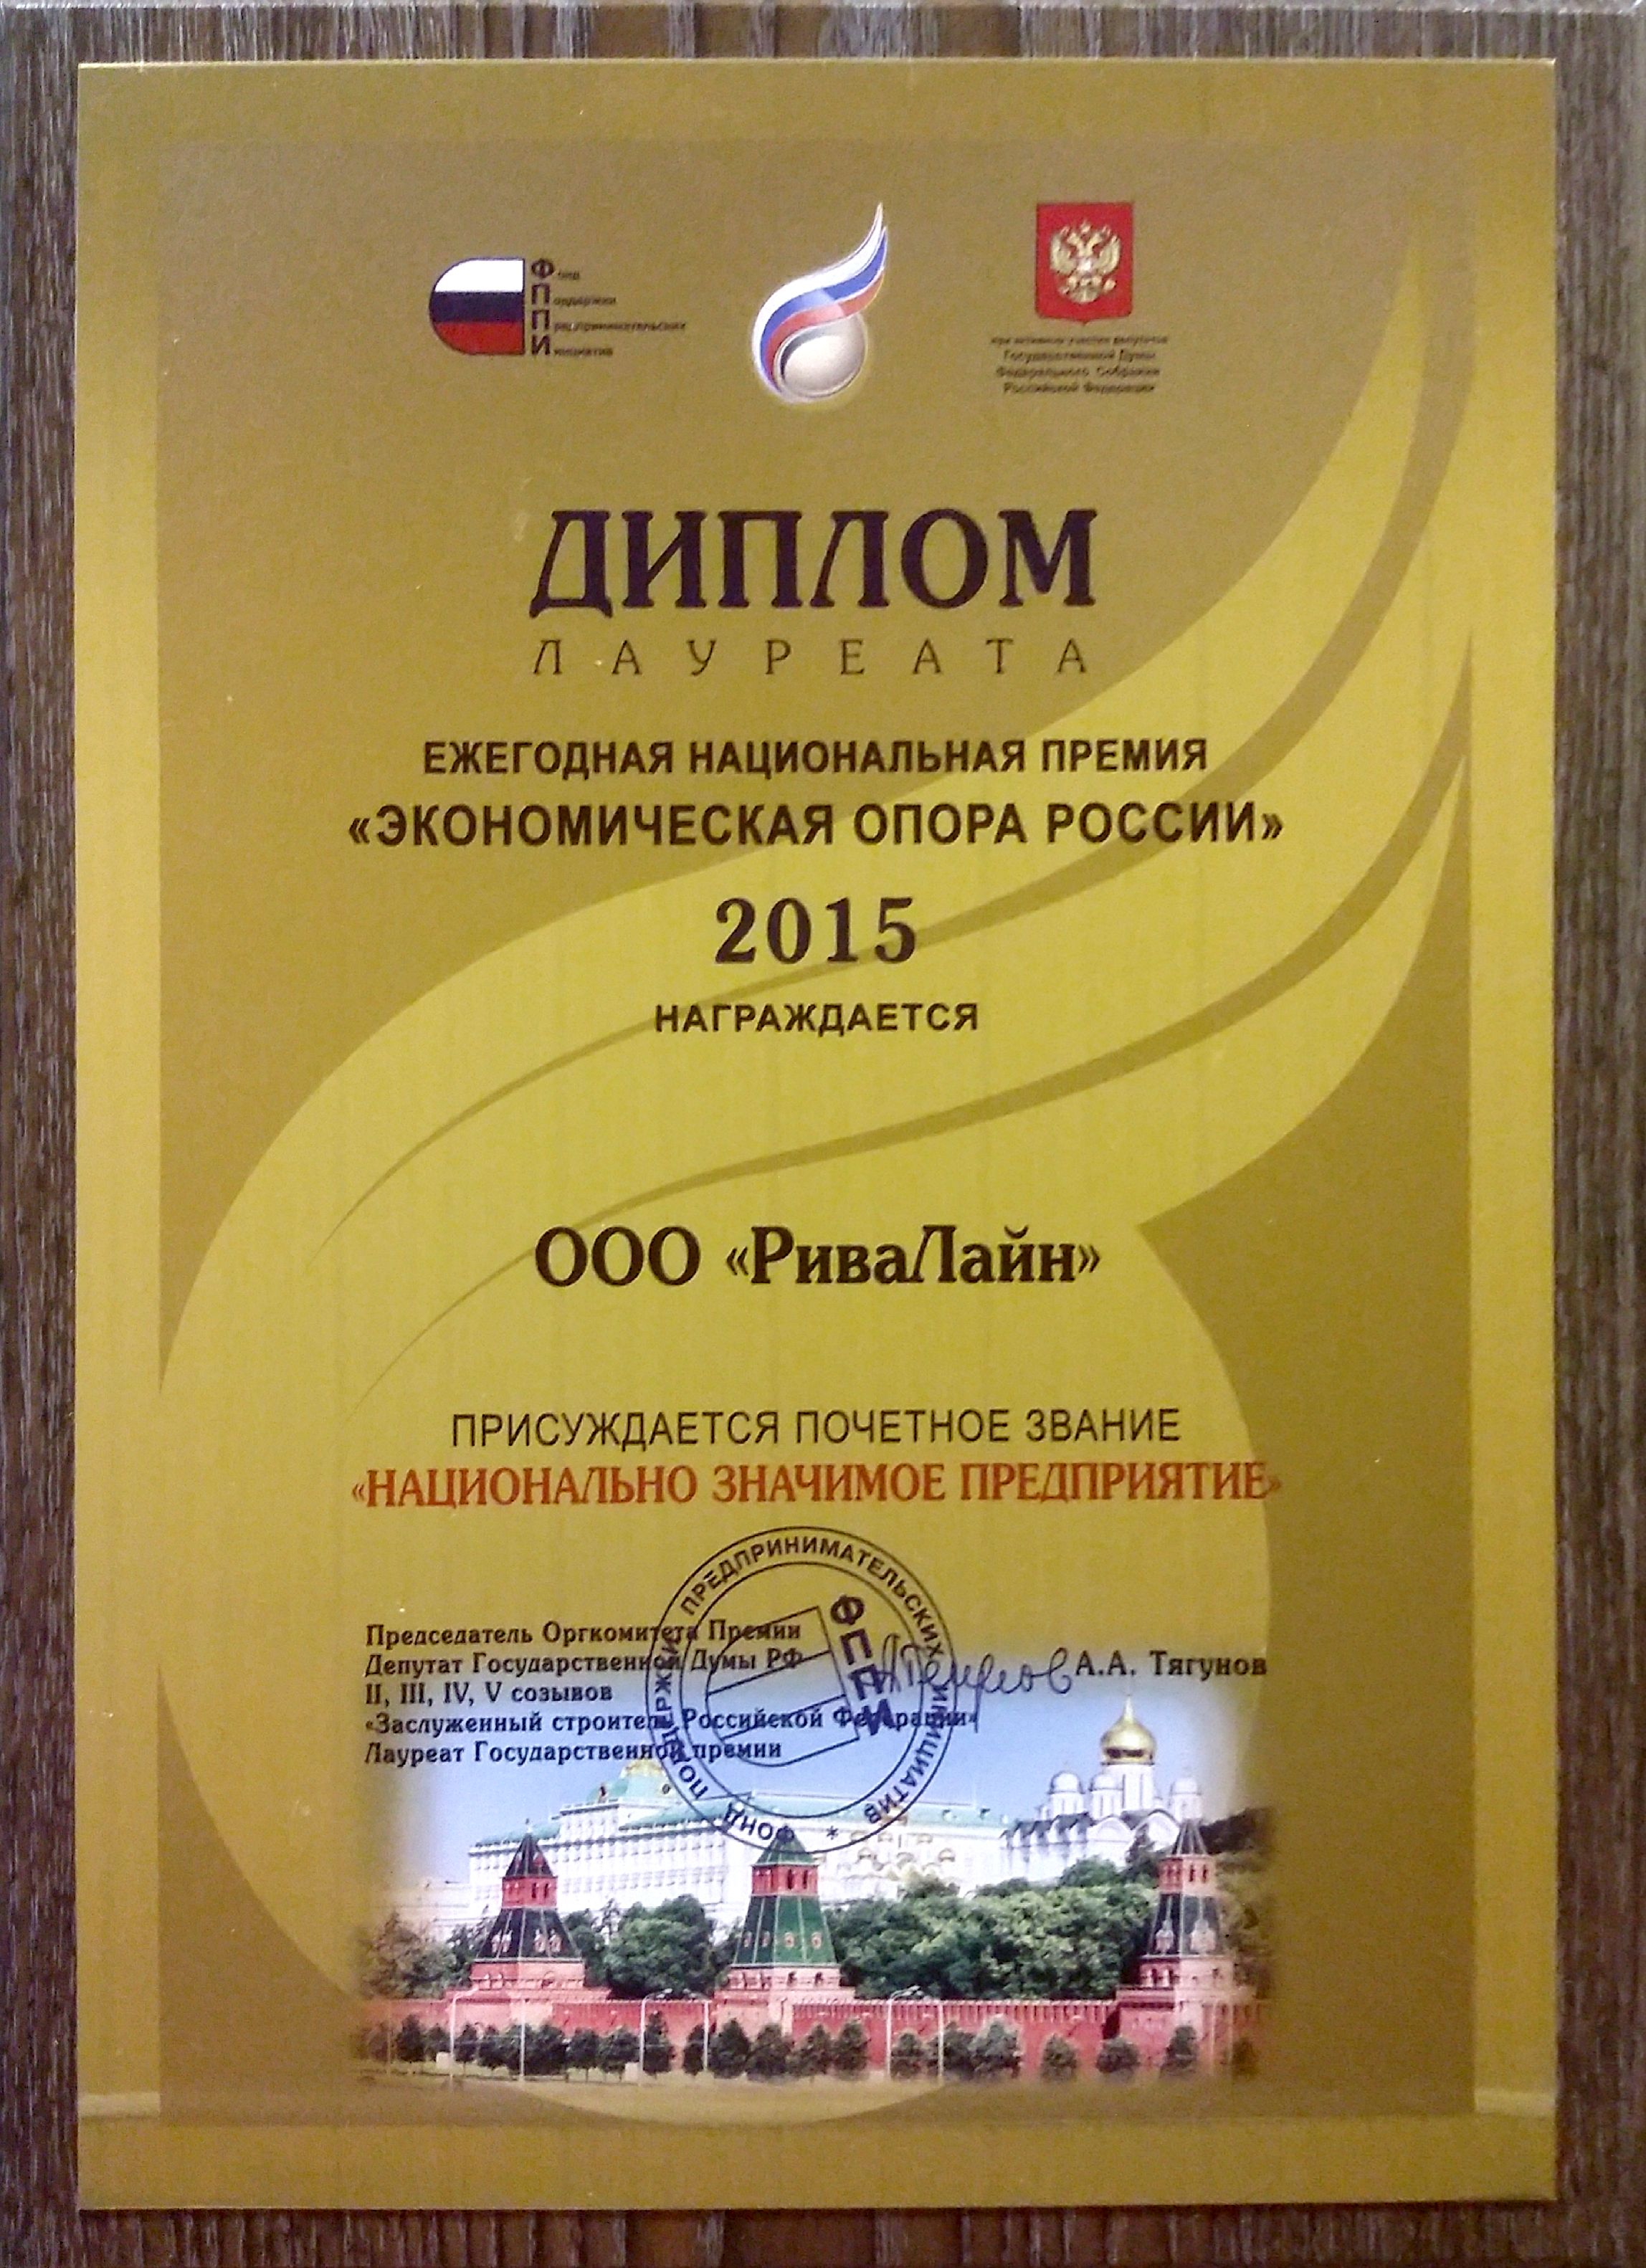 Фонд
Поддержки
Предпринимательских
Инициатив
при активном участии депутатов
Государственной Думы
Федерального Собрания
Российской Федерации
ДИПЛОМ
ЛАУРЕАТА
ЕЖЕГОДНАЯ НАЦИОНАЛЬНАЯ ПРЕМИЯ
«ЭКОНОМИЧЕСКАЯ ОПОРА РОССИИ»
2015
НАГРАЖДАЕТСЯ
ООО «РиваЛайн»
ПРИСУЖДАЕТСЯ ПОЧЕТНОЕ ЗВАНИЕ
«НАЦИОНАЛЬНО ЗНАЧИМОЕ ПРЕДПРИЯТИЕ»
Председатель Оргкомитета Премии
Депутат Государственной Думы РФ
II, III, IV, V созывов
«Заслуженный строитель Российской Федерации»
Лауреат Государственной премии
А.А. Тягунов
ФОНД ПОДДЕРЖКИ ПРЕДПРИНИМАТЕЛЬСКИХ ИНИЦИАТИВ *
ФППИ